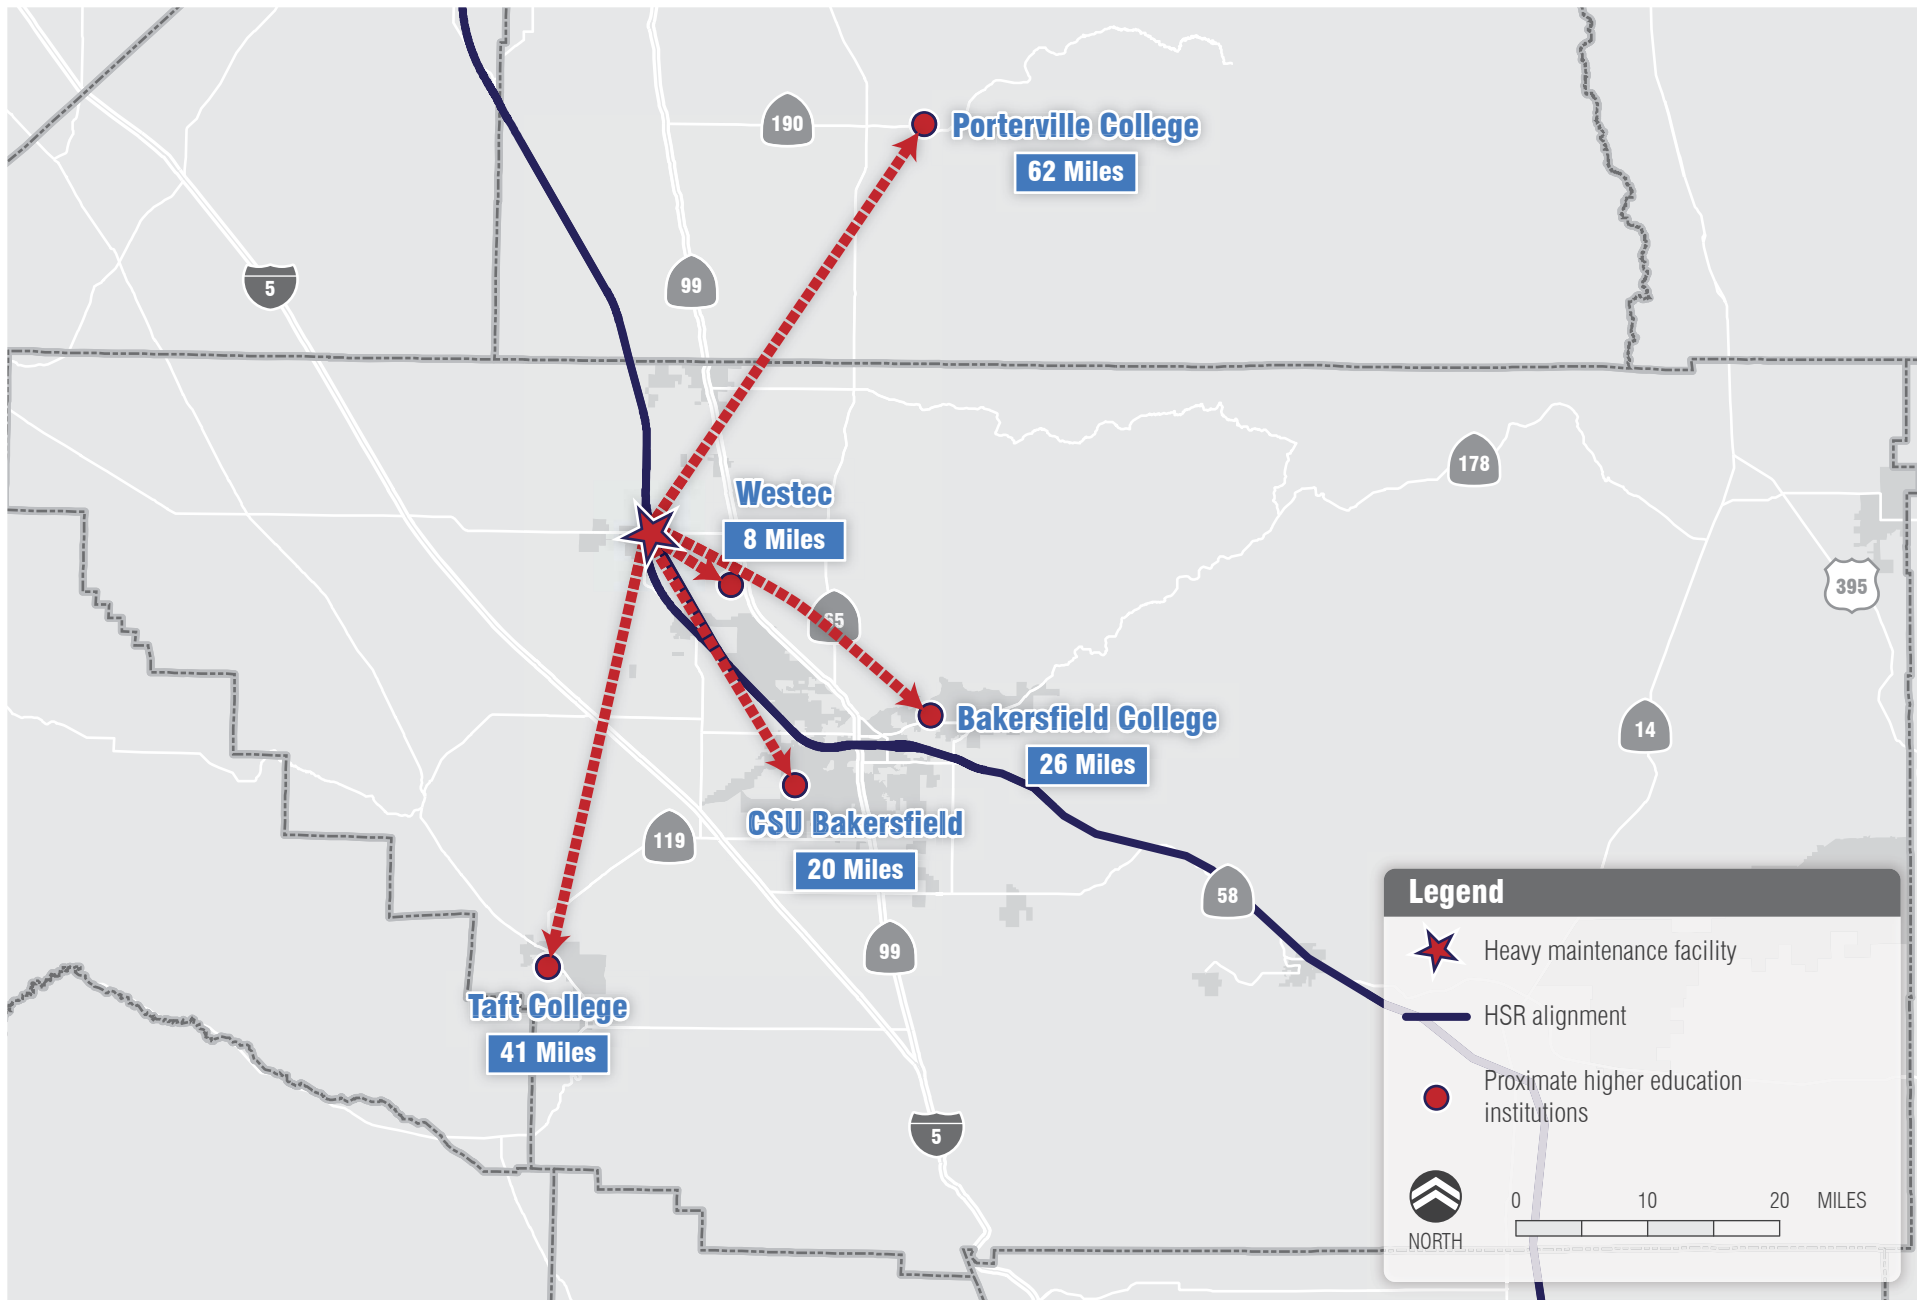 190
Porterville College
62 Miles
5
99
178
Westec
8 Miles
395
65
Bakersfield College
14
26 Miles
CSU Bakersfield
119
20 Miles
58
99
Taft College
41 Miles
5
Legend
Heavy maintenance facility
HSR alignment
Proximate higher education
institutions
0 10 20 MILES
NORTH